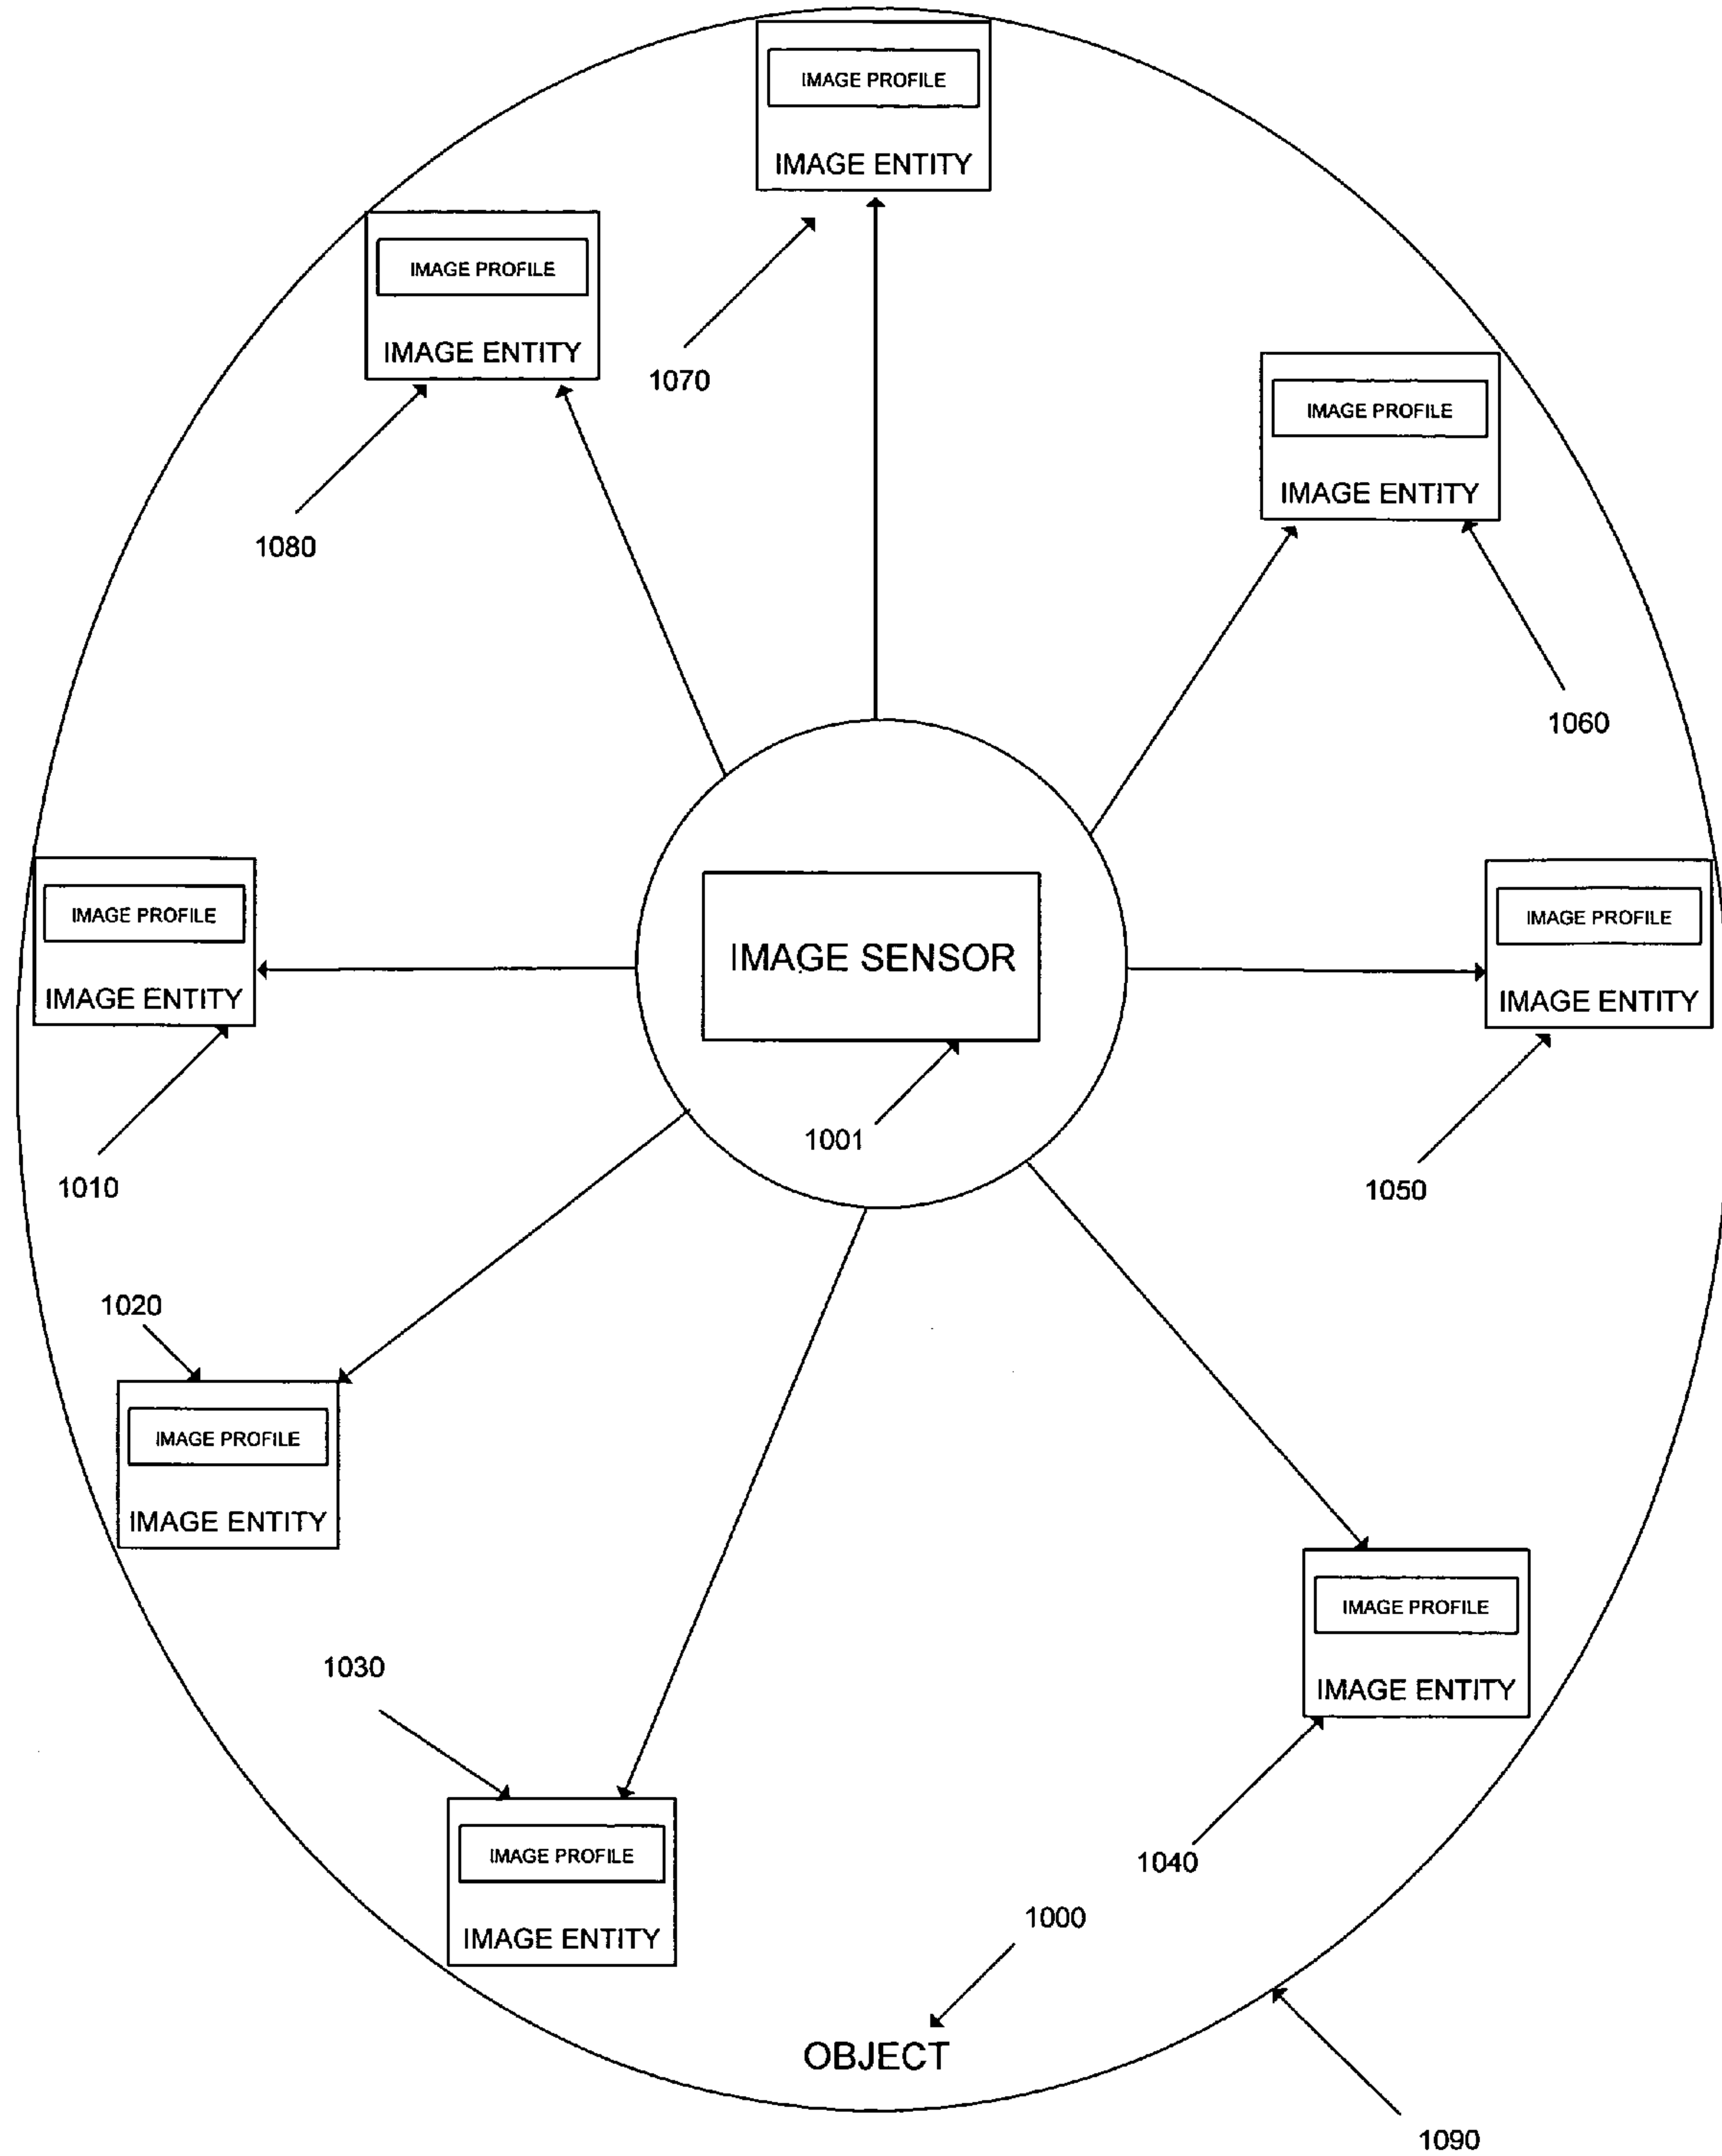 IMAGE PROFILE
IMAGE ENTITY
1070
IMAGE PROFILE
IMAGE ENTITY
1080
IMAGE PROFILE
IMAGE ENTITY
1060
IMAGE PROFILE
IMAGE ENTITY
1010
IMAGE SENSOR
1001
IMAGE PROFILE
IMAGE ENTITY
1050
1020
IMAGE PROFILE
IMAGE ENTITY
1030
IMAGE PROFILE
IMAGE ENTITY
IMAGE PROFILE
IMAGE ENTITY
1040
1000
OBJECT
1090